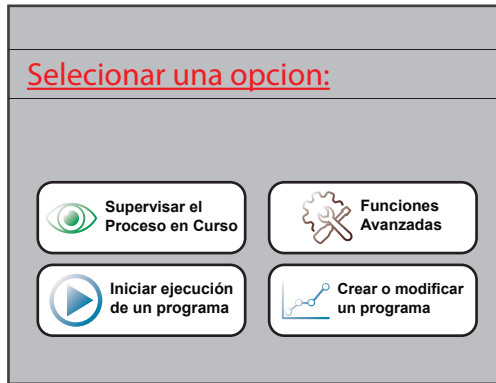 Selecionar una opcion:
Supervisar el
Proceso en Curso
Funciones
Avanzadas
Iniciar ejecución
de un programa
Crear o modificar
un programa